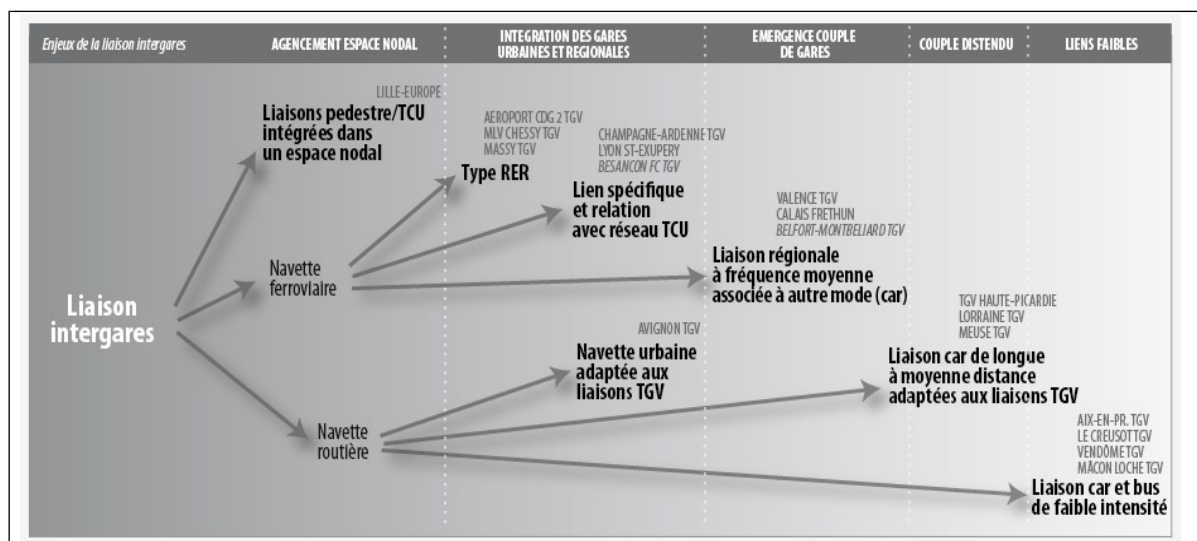 Enjeux de la liaison intergares
AGENCEMENT ESPACE NODAL
INTEGRATION DES GARES
URBAINES ET REGIONALES
EMERGENCE COUPLE
DE GARES
COUPLE DISTENDU
LIENS FAIBLES
LILLE-EUROPE
Liaisons pedestre/TCU
intégrées dans
un espace nodal
AEROPORT CDG 2 TGV
MLV CHESSY TGV
MASSY TGV
Type RER
CHAMPAGNE-ARDENNE TGV
LYON ST-EXUPERY
BESANCON FC TGV
Lien spécifique
et relation
avec réseau TCU
VALENCE TGV
CALAIS FRETHUN
BELFORT-MONTBELIARD TGV
Liaison régionale
à fréquence moyenne
associée à autre mode (car)
Navette
ferroviaire
Liaison
intergares
AVIGNON TGV
Navette urbaine
adaptée aux
liaisons TGV
TGV HAUTE-PICARDIE
LORRAINE TGV
MEUSE TGV
Liaison car de longue
à moyenne distance
adaptées aux liaisons TGV
Navette
routière
AIX-EN-PR. TGV
LE CREUSOT TGV
VENDÔME TGV
MÂCON LOCHE TGV
Liaison car et bus
de faible intensité